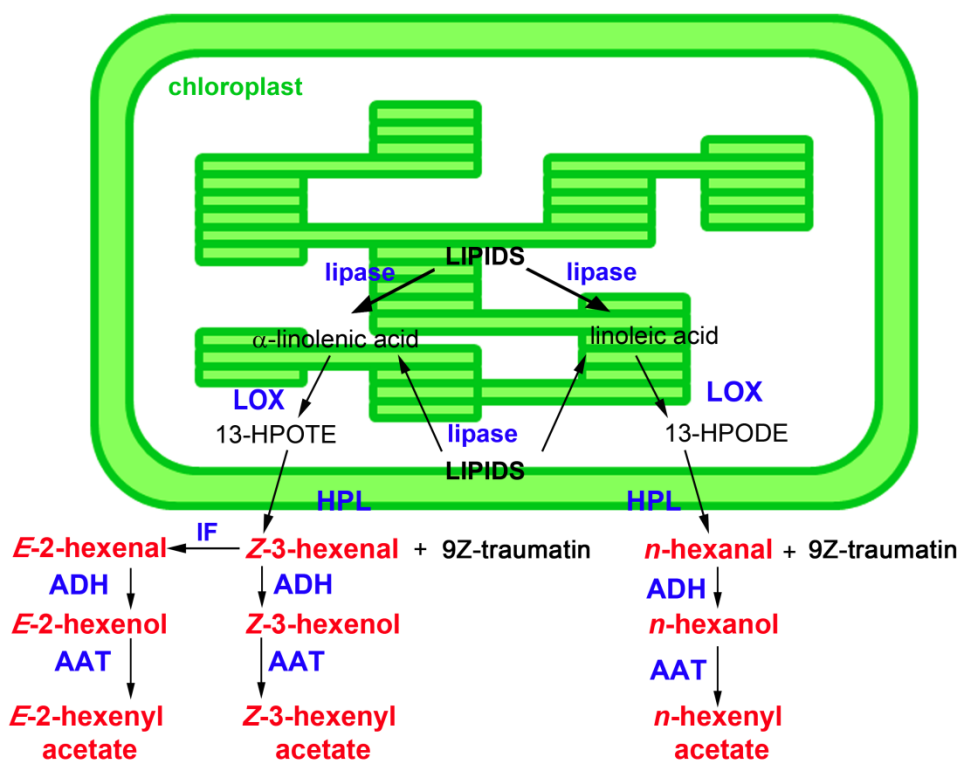 chloroplast
LIPIDS
lipase lipase
α-linolenic acid linoleic acid
LOX LOX
13-HPOTE lipase 13-HPODE
LIPIDS
HPL HPL
IF
E-2-hexenal Z-3-hexenal + 9Z-traumatin n-hexanal + 9Z-traumatin
ADH ADH ADH
E-2-hexenol Z-3-hexenol n-hexanol
AAT AAT AAT
E-2-hexenyl Z-3-hexenyl n-hexenyl
acetate acetate acetate